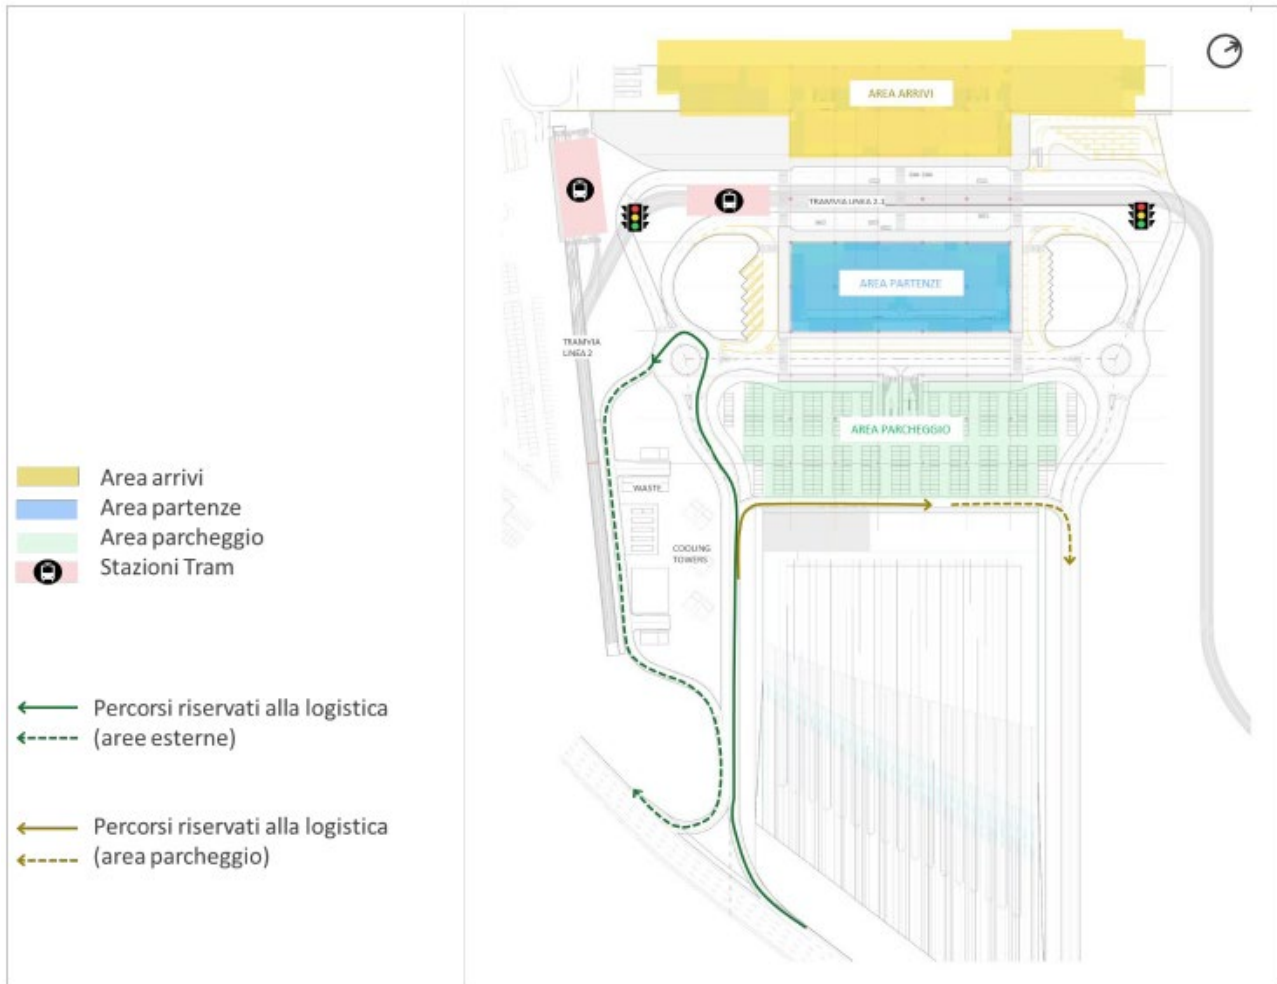 AREA ARRIVI
TRAMVIA LINEA 2.2
AREA PARTENZE
TRAMVIA
LINEA 2
AREA PARCHEGGIO
WASTE
COOLING
TOWERS
Area arrivi
Area partenze
Area parcheggio
Stazioni Tram
Percorsi riservati alla logistica
(aree esterne)
Percorsi riservati alla logistica
(area parcheggio)